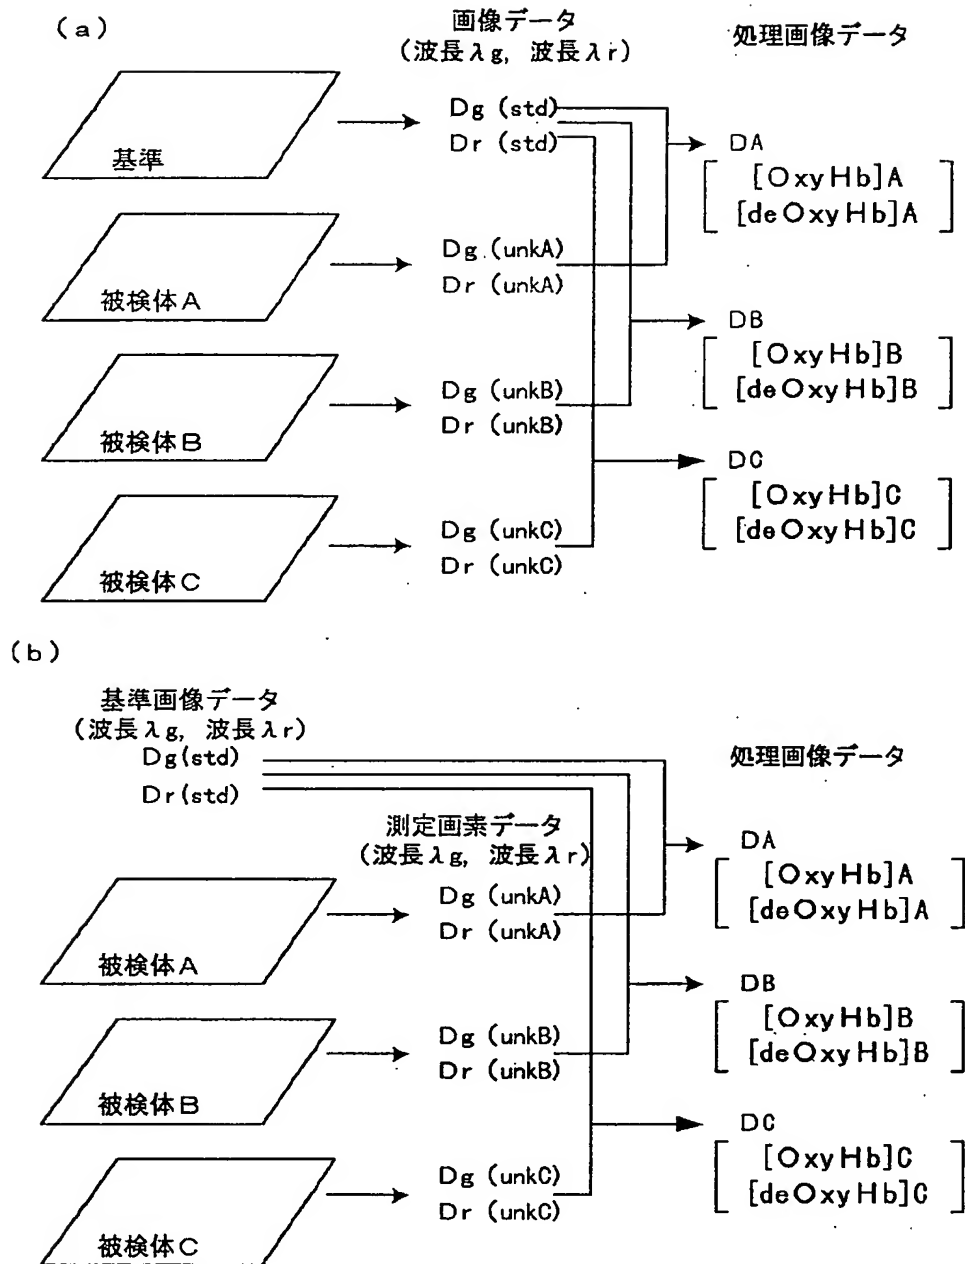 (a)
画像データ
(波長λg, 波長λr)
処理画像データ
基準
Dg (std)
Dr (std)
DA
[OxyHb]A
[deOxyHb]A
被検体A
Dg (unkA)
Dr (unkA)
DB
[OxyHb]B
[deOxyHb]B
被検体B
Dg (unkB)
Dr (unkB)
DC
[OxyHb]C
[deOxyHb]C
被検体C
Dg (unkC)
Dr (unkC)
(b)
基準画像データ
(波長λg, 波長λr)
Dg(std)
Dr(std)
処理画像データ
測定画素データ
(波長λg, 波長λr)
DA
[OxyHb]A
[deOxyHb]A
被検体A
Dg (unkA)
Dr (unkA)
DB
[OxyHb]B
[deOxyHb]B
被検体B
Dg (unkB)
Dr (unkB)
DC
[OxyHb]C
[deOxyHb]C
被検体C
Dg (unkC)
Dr (unkC)